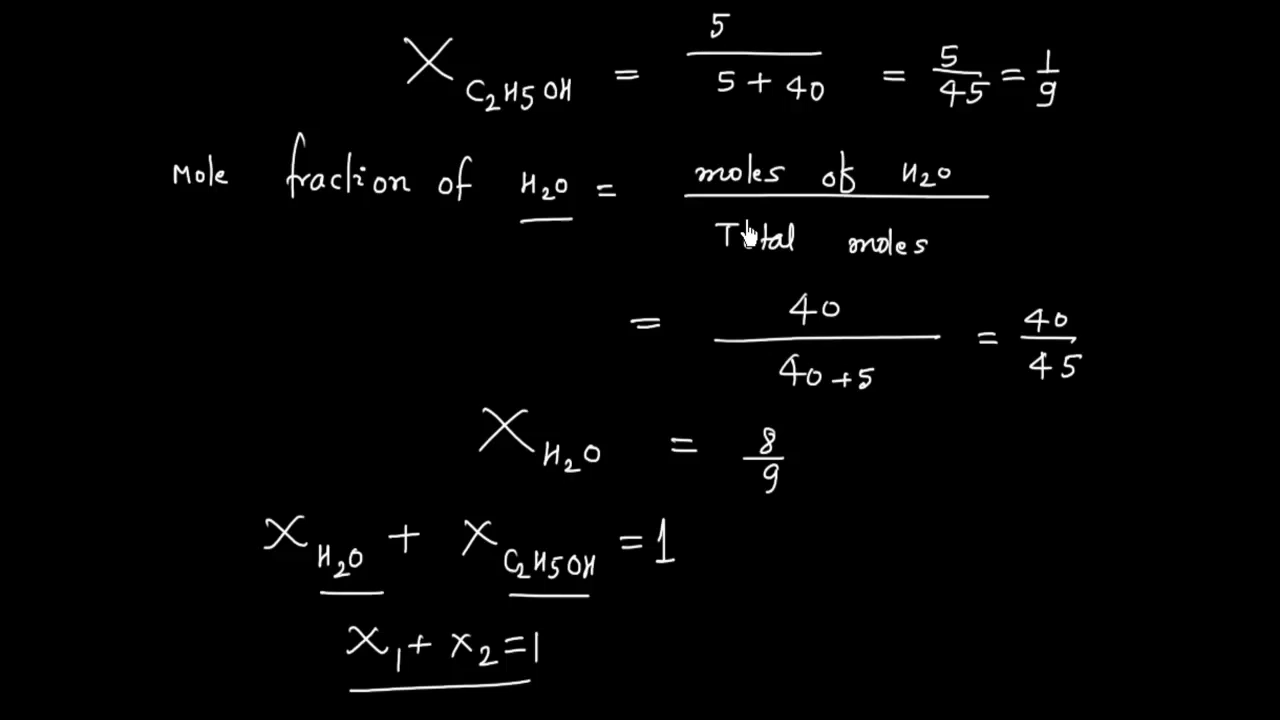 X C₂H₅OH = 5 / 5 + 40 = 5/45 = 1/9
Mole fraction of H₂O = moles of H₂O / Total moles
= 40 / 40 + 5 = 40/45
X H₂O = 8/9
X H₂O + X C₂H₅OH = 1
X₁ + X₂ = 1